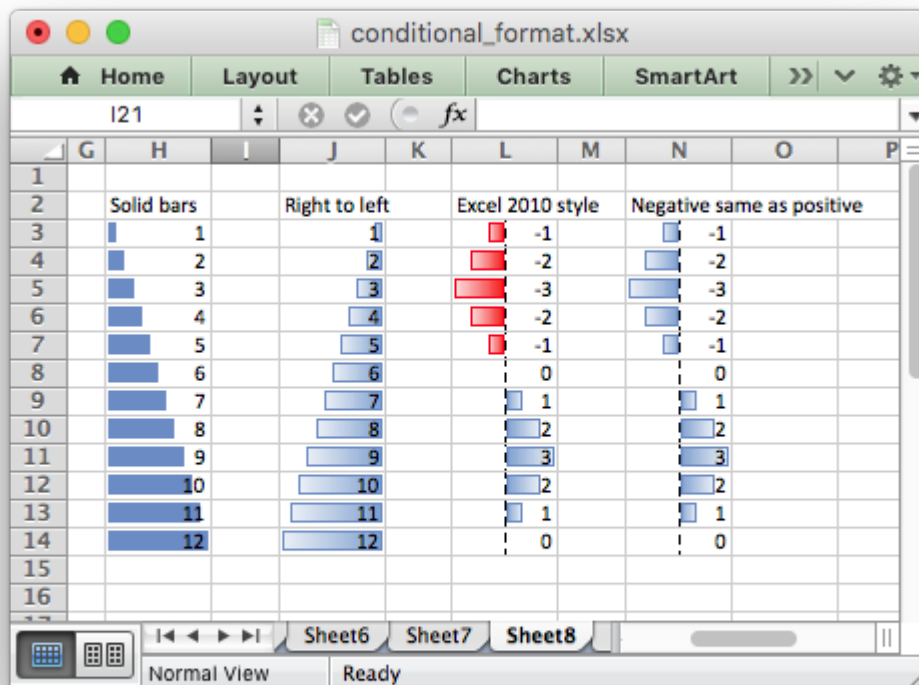 conditional_format.xlsx
Home Layout Tables Charts SmartArt
I21 fx
G H I J K L M N O P
1
2 Solid bars Right to left Excel 2010 style Negative same as positive
3 1 1 -1 -1
4 2 2 -2 -2
5 3 3 -3 -3
6 4 4 -2 -2
7 5 5 -1 -1
8 6 6 0 0
9 7 7 1 1
10 8 8 2 2
11 9 9 3 3
12 10 10 2 2
13 11 11 1 1
14 12 12 0 0
15
16
17
Sheet6 Sheet7 Sheet8
Normal View Ready